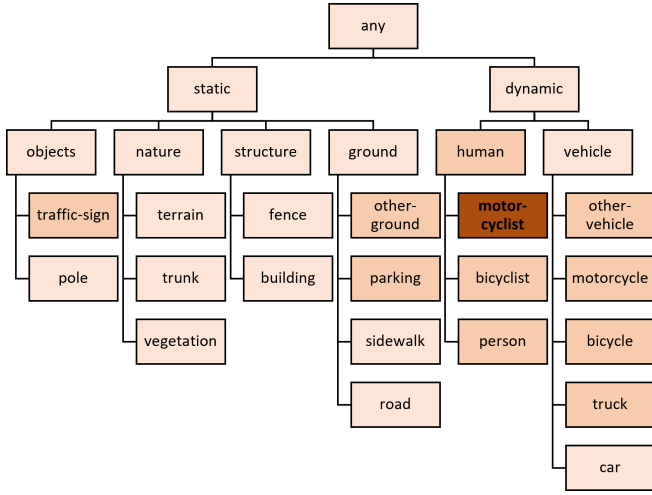 any
static
dynamic
objects
nature
structure
ground
human
vehicle
traffic-sign
terrain
fence
other-
ground
motor-
cyclist
other-
vehicle
pole
trunk
building
parking
bicyclist
motorcycle
vegetation
sidewalk
person
bicycle
road
truck
car